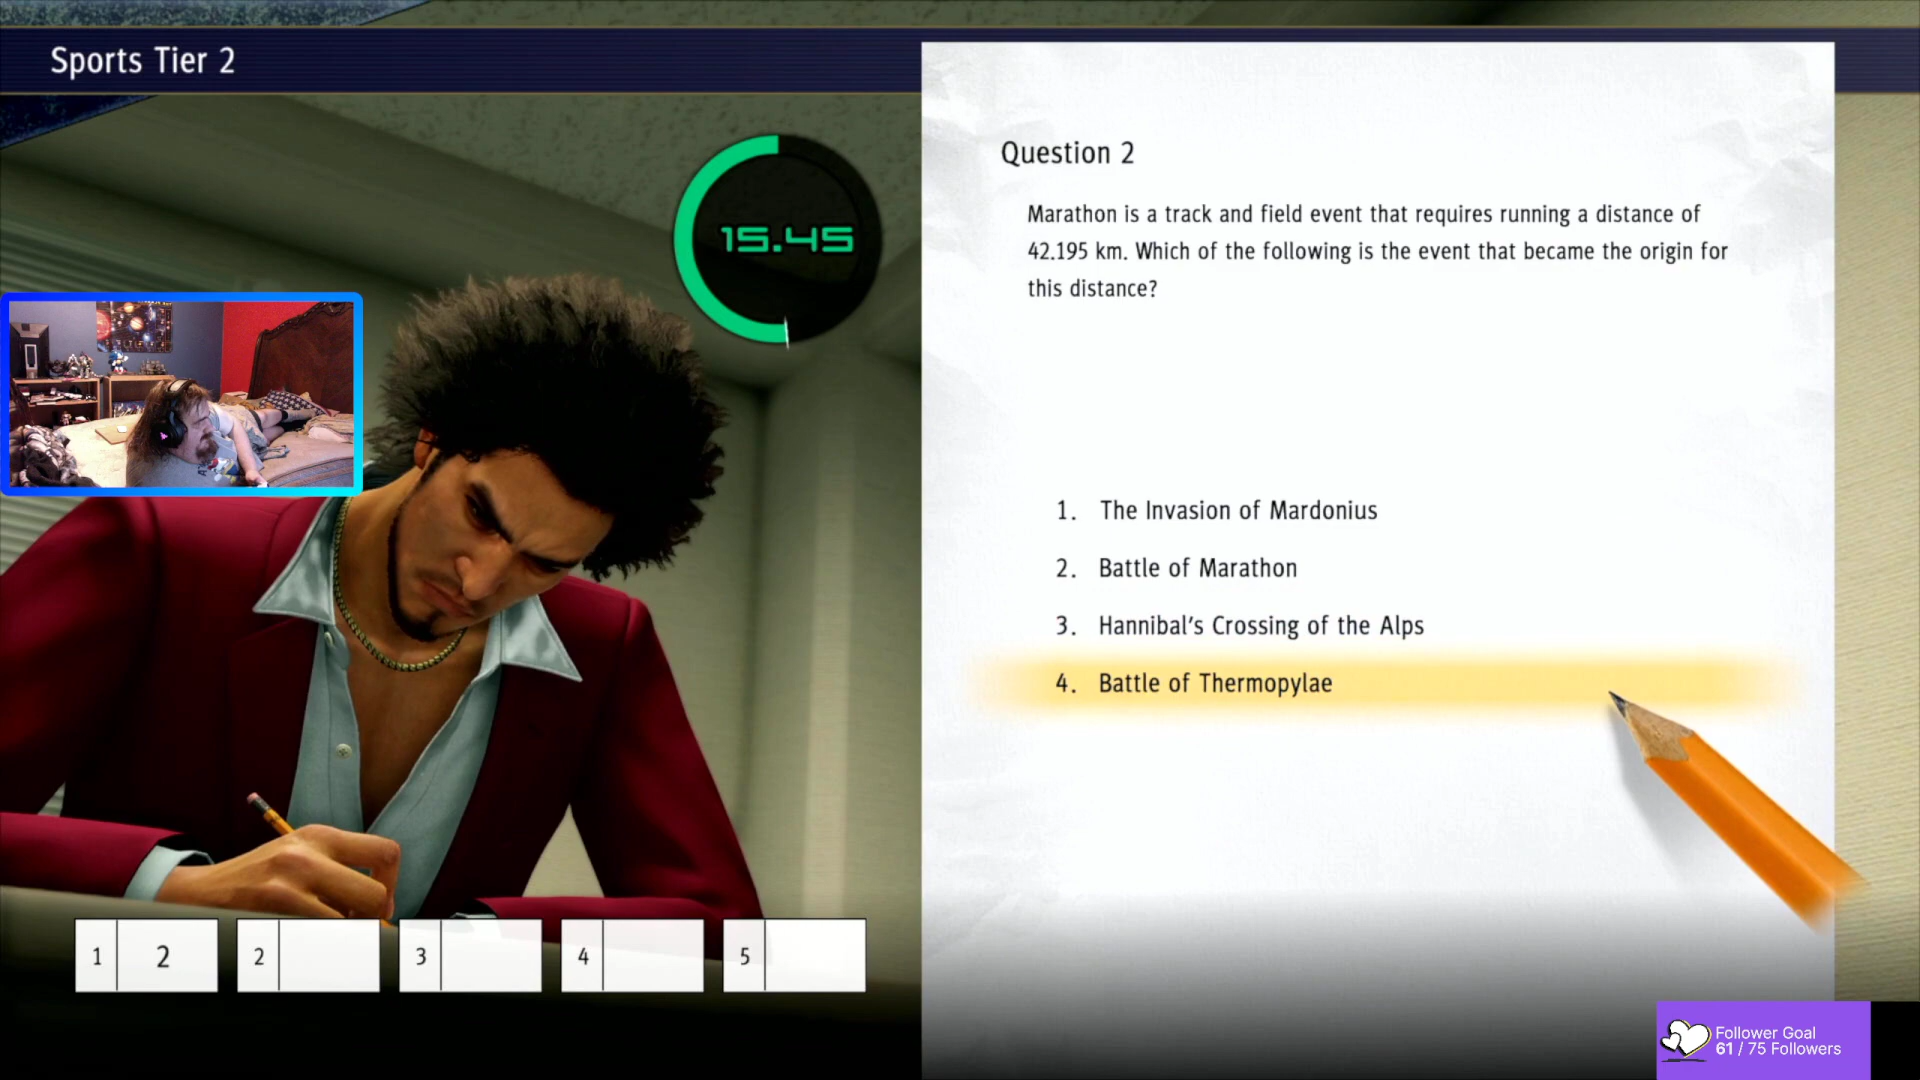 Sports Tier 2
15.45
Question 2
Marathon is a track and field event that requires running a distance of
42.195 km. Which of the following is the event that became the origin for
this distance?
1. The Invasion of Mardonius
2. Battle of Marathon
3. Hannibal's Crossing of the Alps
4. Battle of Thermopylae
1 2 2 3 4 5
Follower Goal
61 / 75 Followers